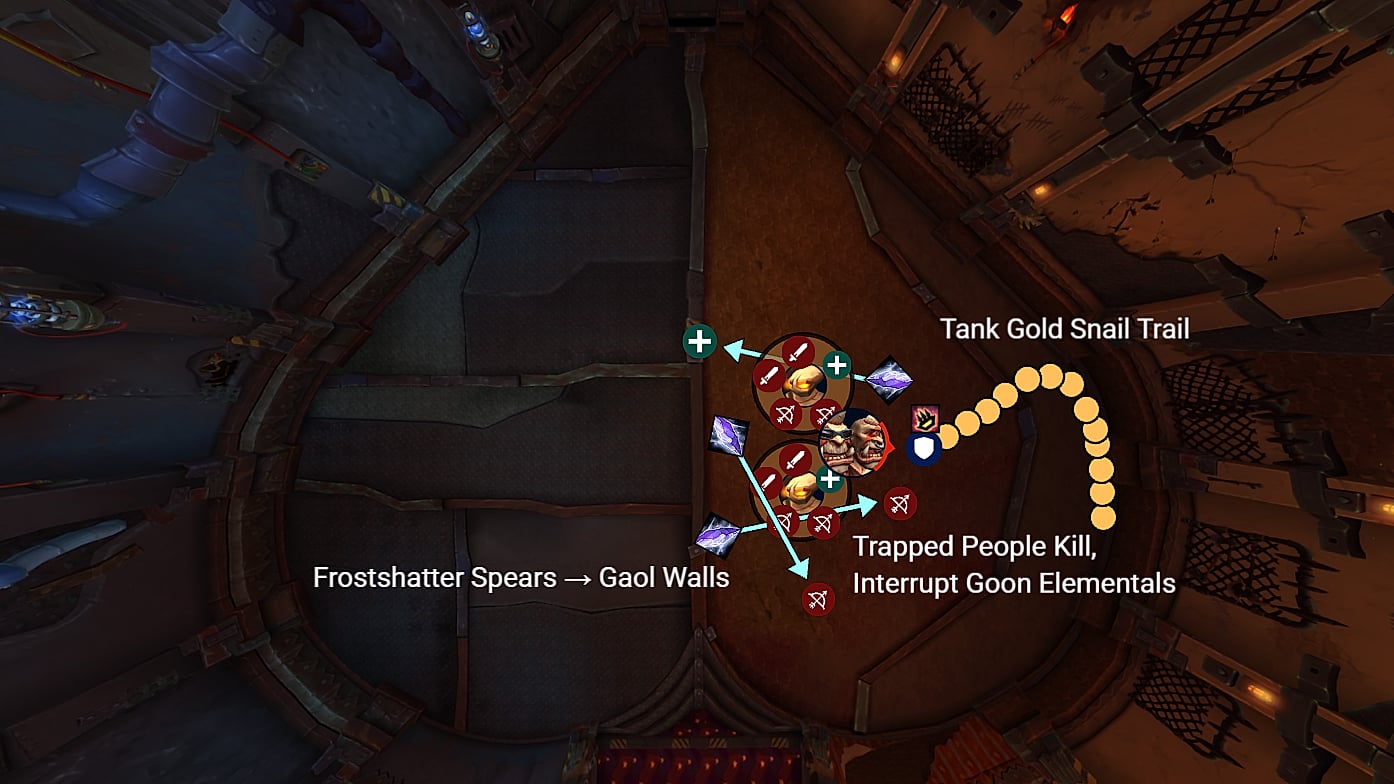 Tank Gold Snail Trail
Trapped People Kill,
Interrupt Goon Elementals
Frostshatter Spears → Gaol Walls